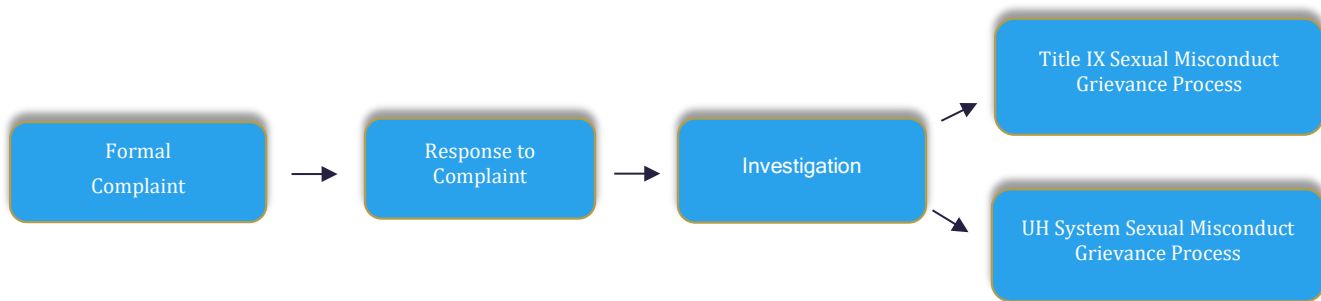 Formal
Complaint
Response to
Complaint
Investigation
Title IX Sexual Misconduct
Grievance Process
UH System Sexual Misconduct
Grievance Process